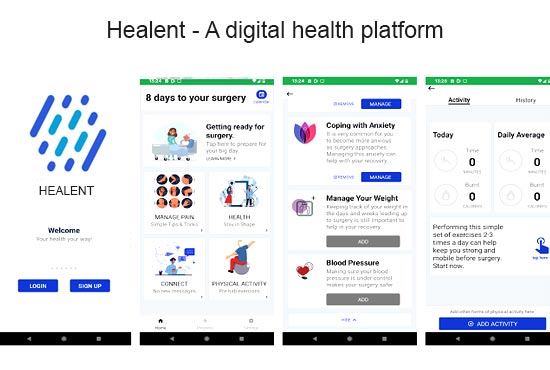 Healent - A digital health platform
HEALENT
Welcome
Your health your way!
LOGIN
SIGN UP
13:24
8 days to your surgery
Calendar
Getting ready for
surgery.
Tap here to prepare for
your big day.
LEARN MORE >
MANAGE PAIN
Simple Tips & Tricks
HEALTH
Stay in Shape
CONNECT
No new messages
PHYSICAL ACTIVITY
Prehab exercises
Home
Progress
Settings
13:24
MANAGE
Coping with Anxiety
It is very common for you
to become more anxious
as surgery approaches.
Managing this anxiety can
help with your recovery.
MANAGE
Manage Your Weight
Keeping track of your weight in
the days and weeks leading up
to surgery is still important to
help in your recovery.
ADD
Blood Pressure
Making sure your blood
pressure is under control
makes your surgery safer
ADD
HIDE
13:26
Activity
History
Today
Time
0
MINUTES
Burnt
0
CALORIES
Daily Average
Time
0
MINUTES
Burnt
0
CALORIES
Performing this simple
set of exercises 2-3
times a day can help
keep you strong and
mobile before surgery.
Start now.
tap here
Add other forms of physical activity here.
ADD ACTIVITY